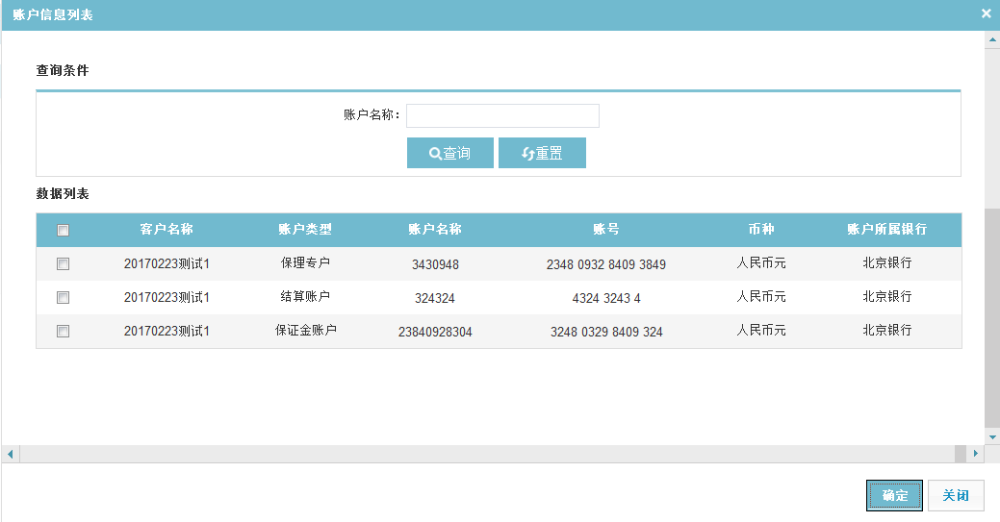 账户信息列表
查询条件
账户名称：
查询 重置
数据列表
客户名称 账户类型 账户名称 账号 币种 账户所属银行
20170223测试1 保理专户 3430948 2348 0932 8409 3849 人民币元 北京银行
20170223测试1 结算账户 324324 4324 3243 4 人民币元 北京银行
20170223测试1 保证金账户 23840928304 3248 0329 8409 324 人民币元 北京银行
确定 关闭